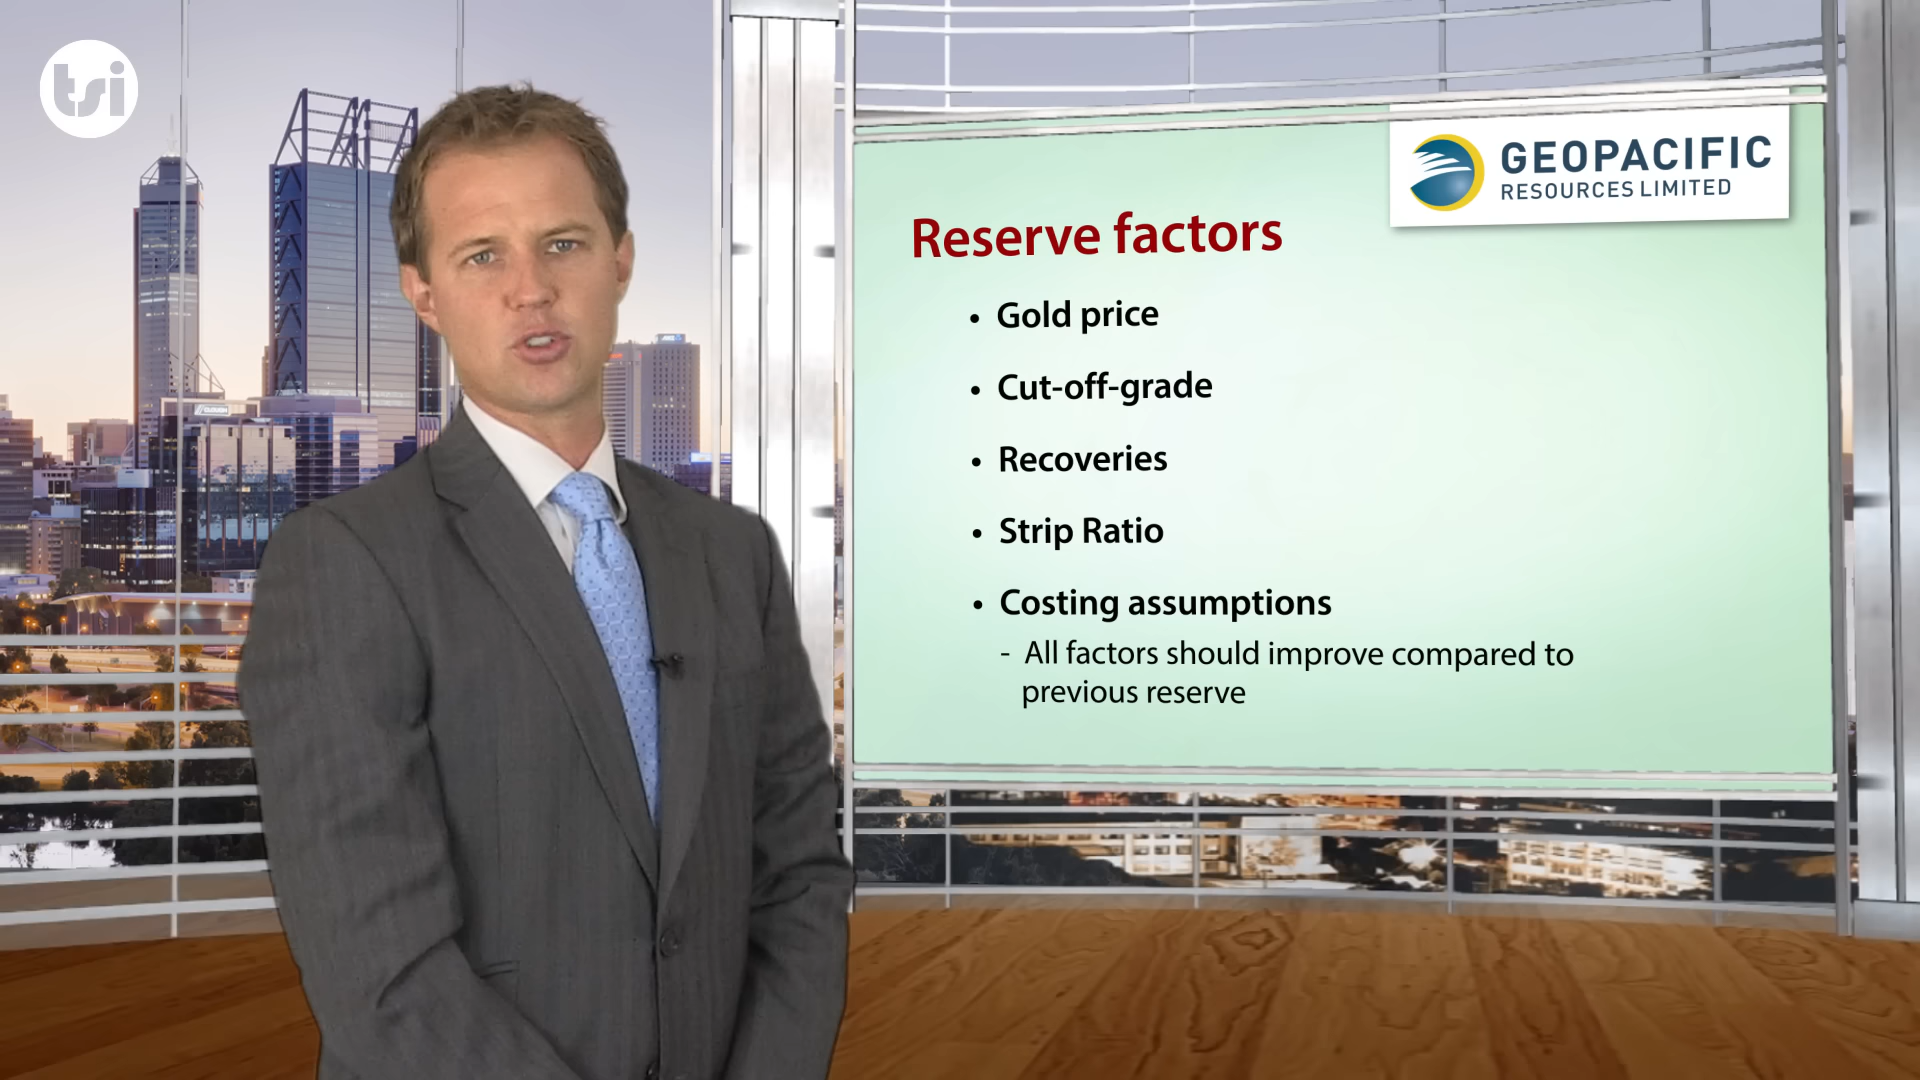 tsi
GEOPACIFIC
RESOURCES LIMITED
Reserve factors
• Gold price
• Cut-off-grade
• Recoveries
• Strip Ratio
• Costing assumptions
- All factors should improve compared to
previous reserve